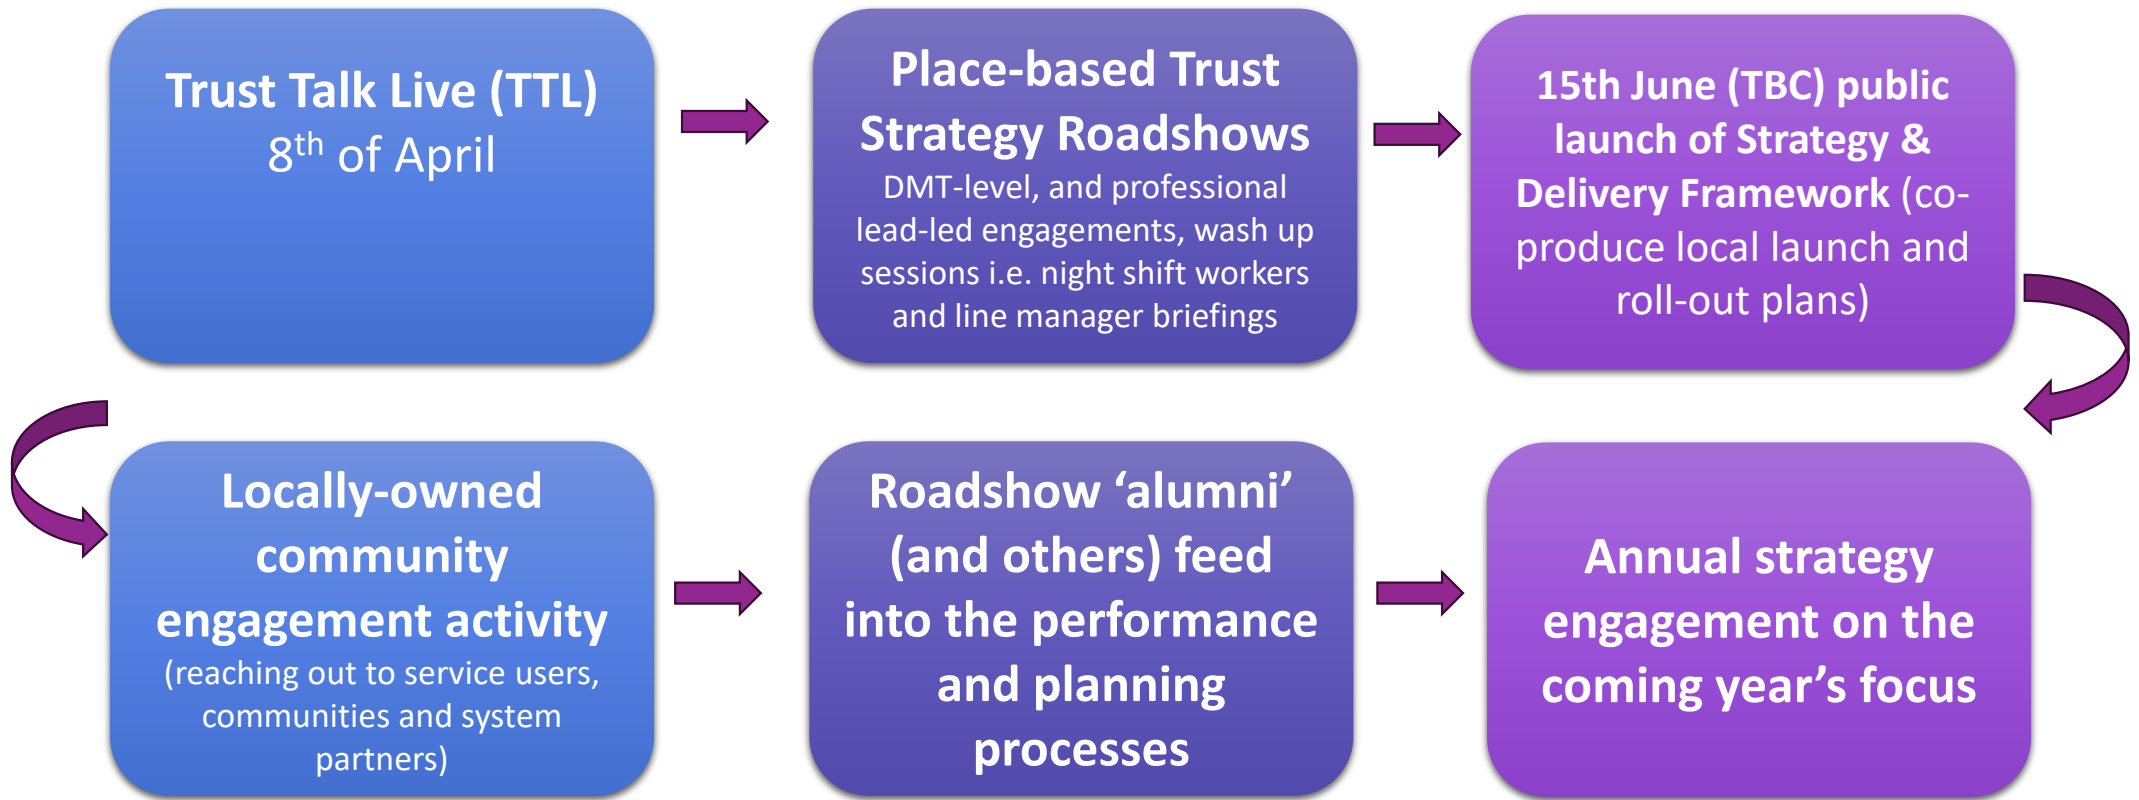 Trust Talk Live (TTL)
8th of April
Place-based Trust
Strategy Roadshows
DMT-level, and professional
lead-led engagements, wash up
sessions i.e. night shift workers
and line manager briefings
15th June (TBC) public
launch of Strategy &
Delivery Framework (co-
produce local launch and
roll-out plans)
Locally-owned
community
engagement activity
(reaching out to service users,
communities and system
partners)
Roadshow ‘alumni’
(and others) feed
into the performance
and planning
processes
Annual strategy
engagement on the
coming year’s focus